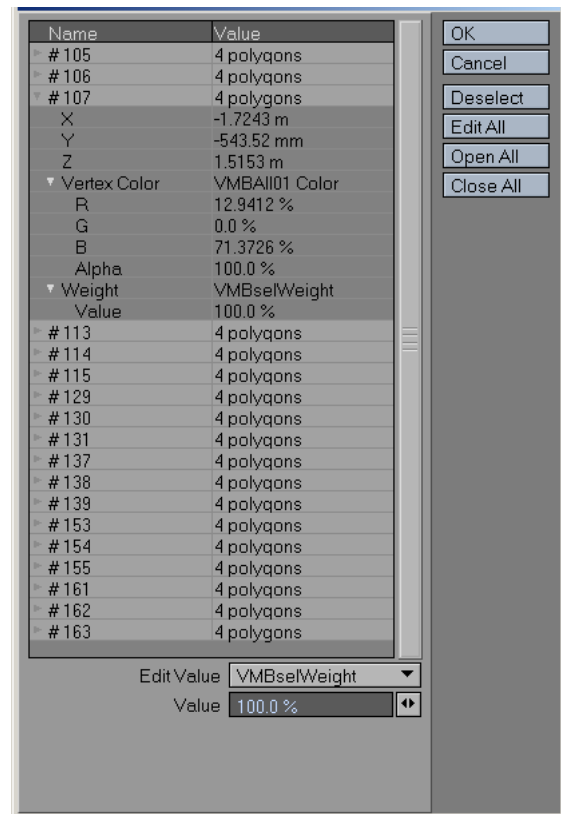 Name Value
#105 4 polygons
#106 4 polygons
#107 4 polygons
X -1.7243 m
Y -543.52 mm
Z 1.5153 m
Vertex Color VMBAll01 Color
R 12.9412 %
G 0.0 %
B 71.3726 %
Alpha 100.0 %
Weight VMBselWeight
Value 100.0 %
#113 4 polygons
#114 4 polygons
#115 4 polygons
#129 4 polygons
#130 4 polygons
#131 4 polygons
#137 4 polygons
#138 4 polygons
#139 4 polygons
#153 4 polygons
#154 4 polygons
#155 4 polygons
#161 4 polygons
#162 4 polygons
#163 4 polygons
Edit Value VMBselWeight
Value 100.0 %
OK
Cancel
Deselect
Edit All
Open All
Close All